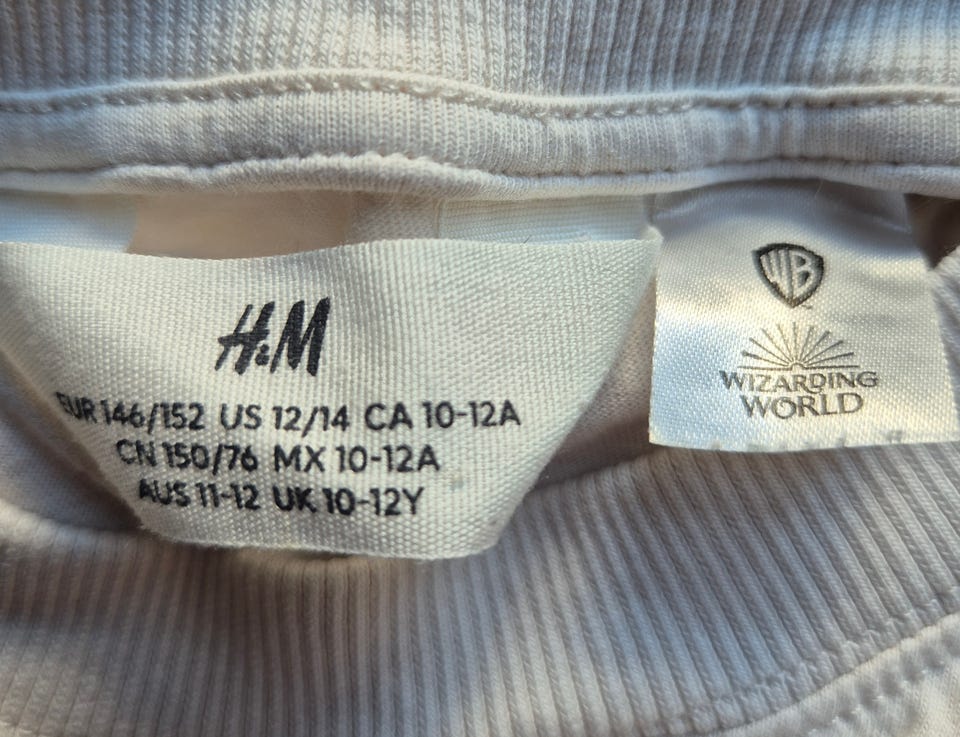 H&M
EUR 146/152 US 12/14 CA 10-12A
CN 150/76 MX 10-12A
AUS 11-12 UK 10-12Y
WB
WIZARDING
WORLD